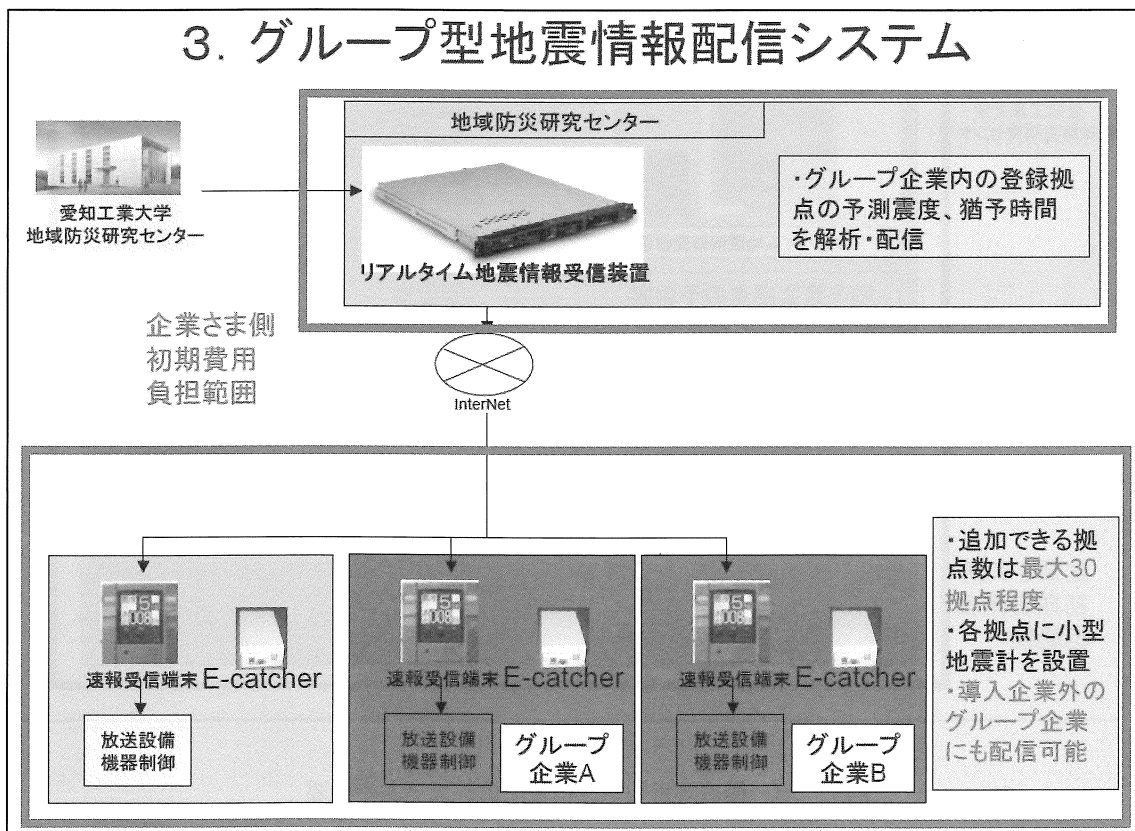 3. グループ型地震情報配信システム
地域防災研究センター
愛知工業大学
地域防災研究センター
リアルタイム地震情報受信装置
・グループ企業内の登録拠
点の予測震度、猶予時間
を解析・配信
企業さま側
初期費用
負担範囲
InterNet
速報受信端末 E-catcher
放送設備
機器制御
速報受信端末 E-catcher
放送設備
機器制御
グループ
企業A
速報受信端末 E-catcher
放送設備
機器制御
グループ
企業B
・追加できる拠
点数は最大30
拠点程度
・各拠点に小型
地震計を設置
・導入企業外の
グループ企業
にも配信可能